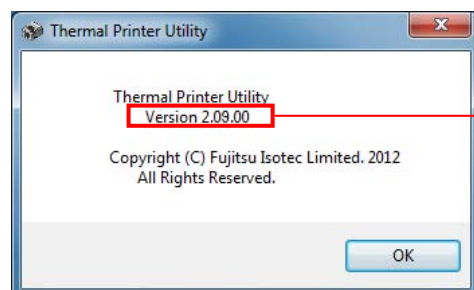 Thermal Printer Utility
Thermal Printer Utility
Version 2.09.00
Copyright (C) Fujitsu Isotec Limited. 2012
All Rights Reserved.
OK